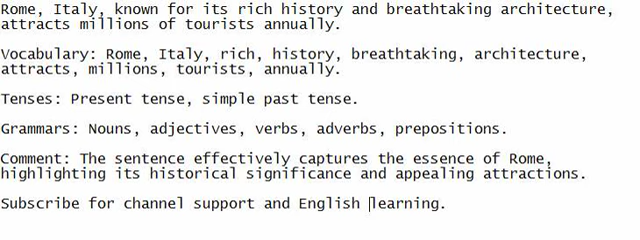 Rome, Italy, known for its rich history and breathtaking architecture,
attracts millions of tourists annually.
Vocabulary: Rome, Italy, rich, history, breathtaking, architecture,
attracts, millions, tourists, annually.
Tenses: Present tense, simple past tense.
Grammars: Nouns, adjectives, verbs, adverbs, prepositions.
Comment: The sentence effectively captures the essence of Rome,
highlighting its historical significance and appealing attractions.
Subscribe for channel support and English learning.